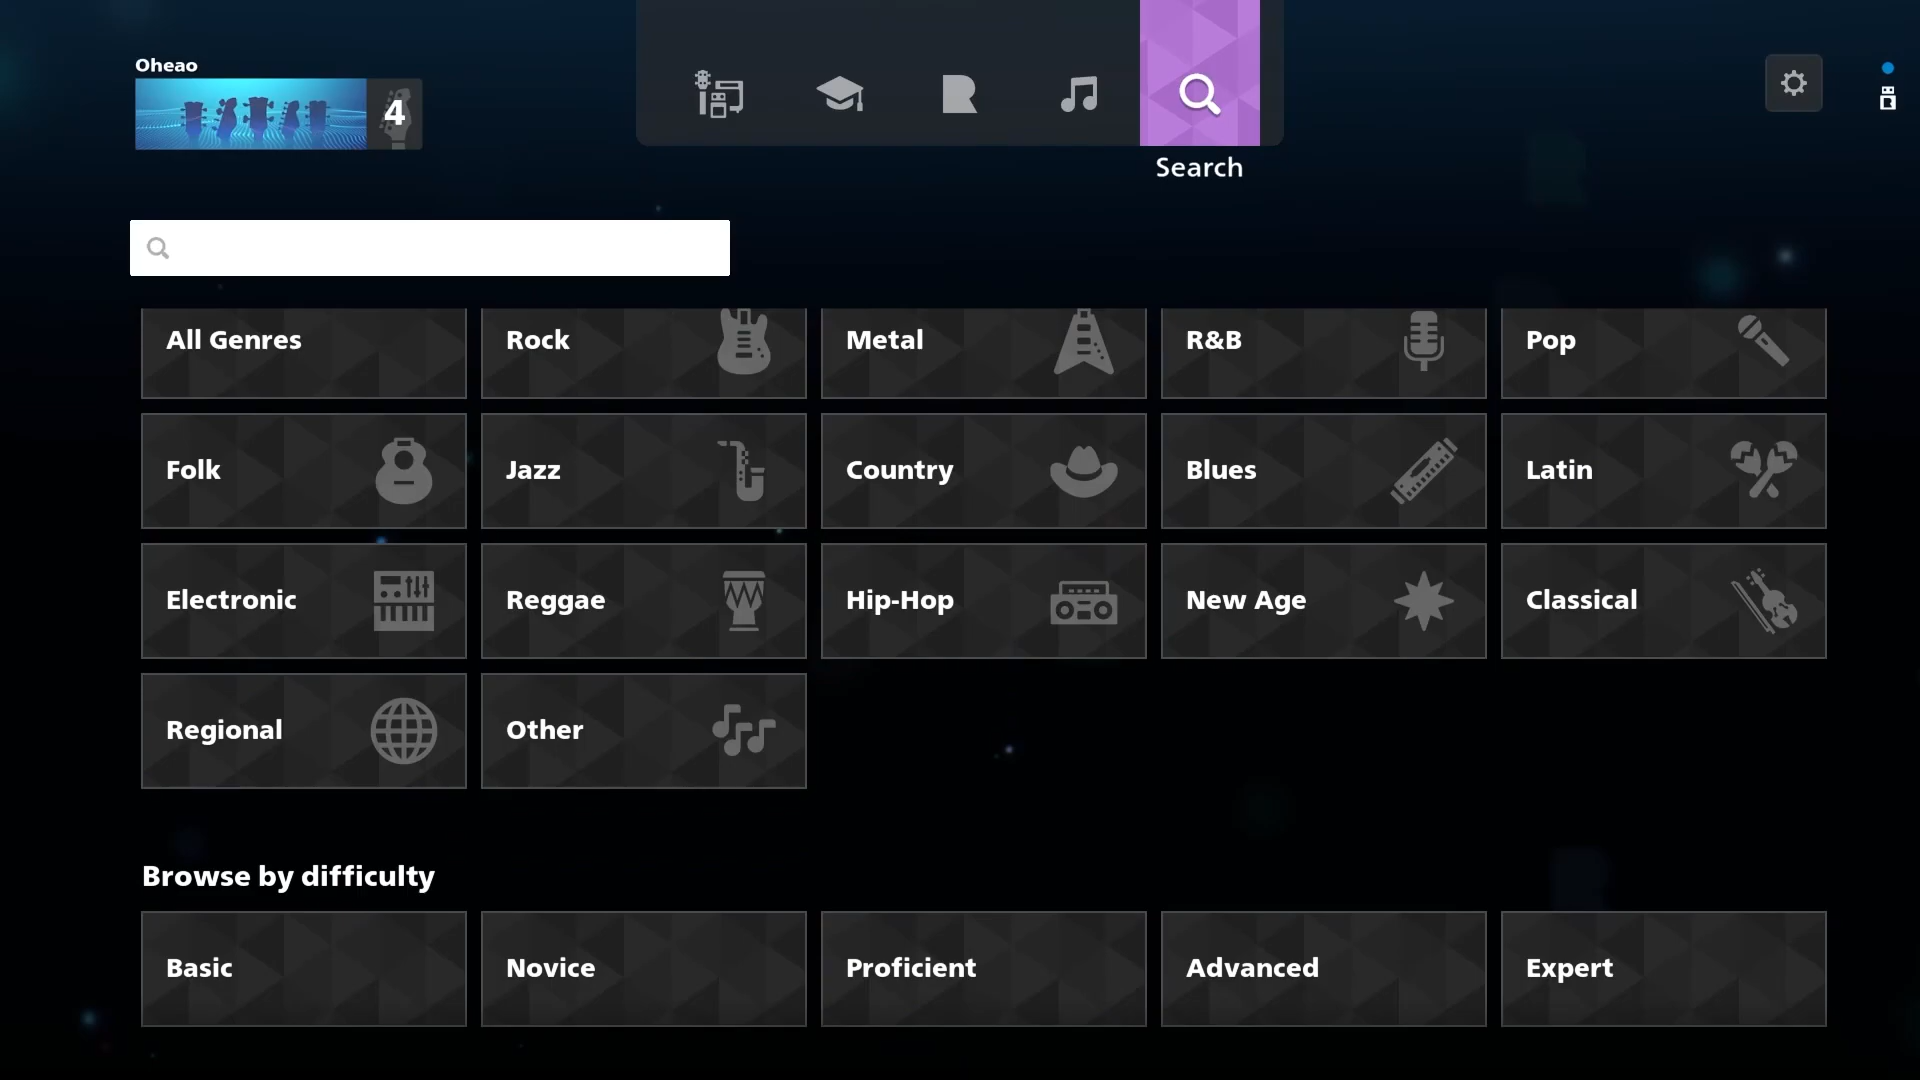 Oheao
4
Search
All Genres
Rock
Metal
R&B
Pop
Folk
Jazz
Country
Blues
Latin
Electronic
Reggae
Hip-Hop
New Age
Classical
Regional
Other
Browse by difficulty
Basic
Novice
Proficient
Advanced
Expert